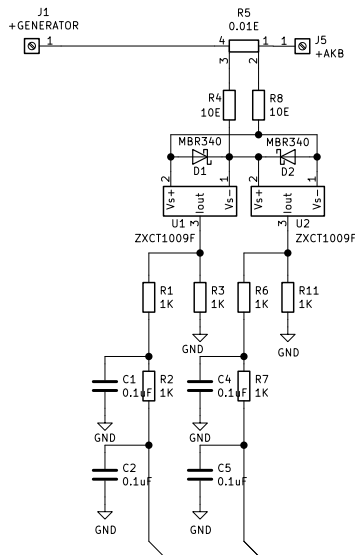 J1
+GENERATOR
1
R5
0.01E
4
1
1
J5
+AKB
3
2
R4
10E
R8
10E
MBR340
D1
MBR340
D2
2
1
2
1
Vs+
Iout
Vs-
Vs+
Iout
Vs-
3
U1
ZXCT1009F
3
U2
ZXCT1009F
R1
1K
R3
1K
R6
1K
R11
1K
GND
GND
C1
0.1uF
R2
1K
C4
0.1uF
R7
1K
GND
GND
C2
0.1uF
C5
0.1uF
GND
GND